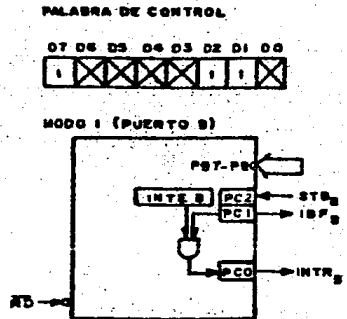 PALABRA DE CONTROL
D7 D6 D5 D4 D3 D2 D1 D0
1 1 1
MODO 1 (PUERTO B)
PB7-PB
INTE B
PC2
STB B
PC1
IBF B
PC0
INTR B
RD